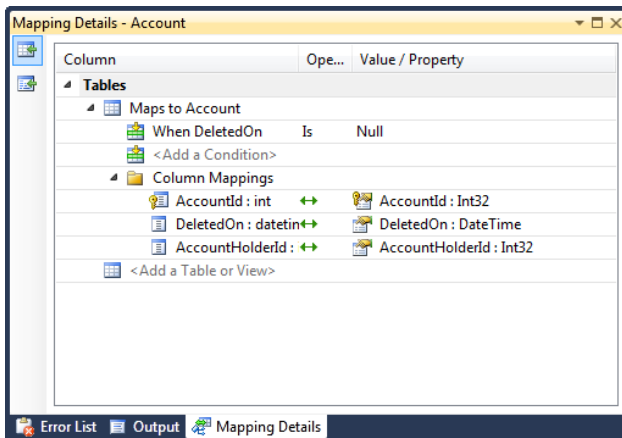 Mapping Details - Account
Column Ope... Value / Property
Tables
Maps to Account
When DeletedOn Is Null
<Add a Condition>
Column Mappings
AccountId : int AccountId : Int32
DeletedOn : datetin DeletedOn : DateTime
AccountHolderId : AccountHolderId : Int32
<Add a Table or View>
Error List Output Mapping Details